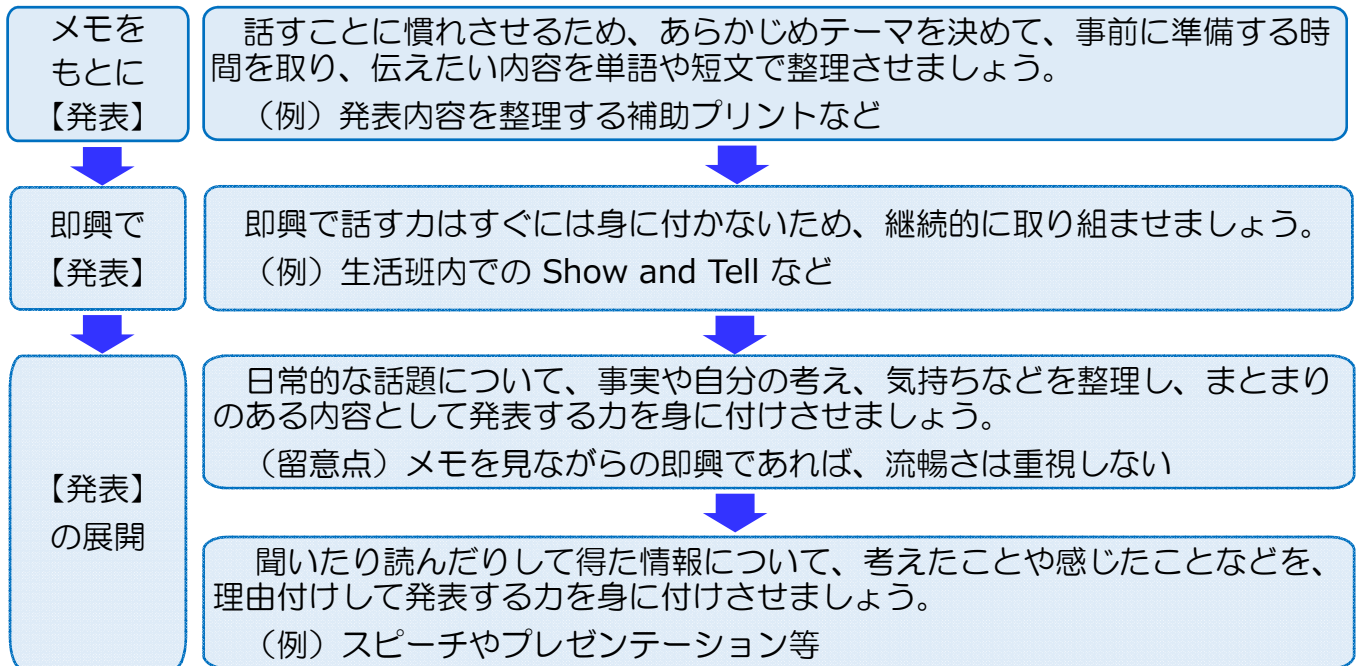 メモを
もとに
【発表】
話すことに慣れさせるため、あらかじめテーマを決めて、事前に準備する時
間を取り、伝えたい内容を単語や短文で整理させましょう。
（例）発表内容を整理する補助プリントなど
即興で
【発表】
即興で話す力はすぐには身に付かないため、継続的に取り組ませましょう。
（例）生活班内での Show and Tell など
【発表】
の展開
日常的な話題について、事実や自分の考え、気持ちなどを整理し、まとまり
のある内容として発表する力を身に付けさせましょう。
（留意点）メモを見ながらの即興であれば、流暢さは重視しない
聞いたり読んだりして得た情報について、考えたことや感じたことなどを、
理由付けして発表する力を身に付けさせましょう。
（例）スピーチやプレゼンテーション等